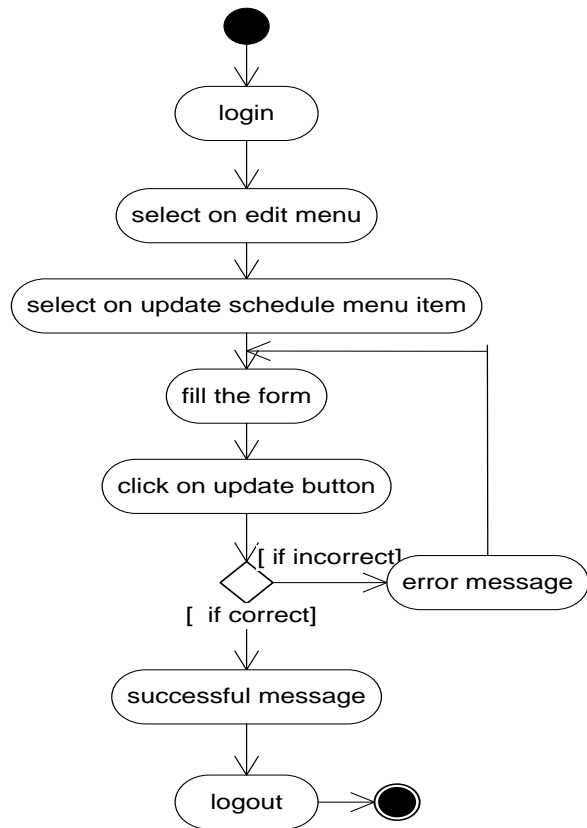 login
select on edit menu
select on update schedule menu item
fill the form
click on update button
[ if incorrect]
error message
[ if correct]
successful message
logout